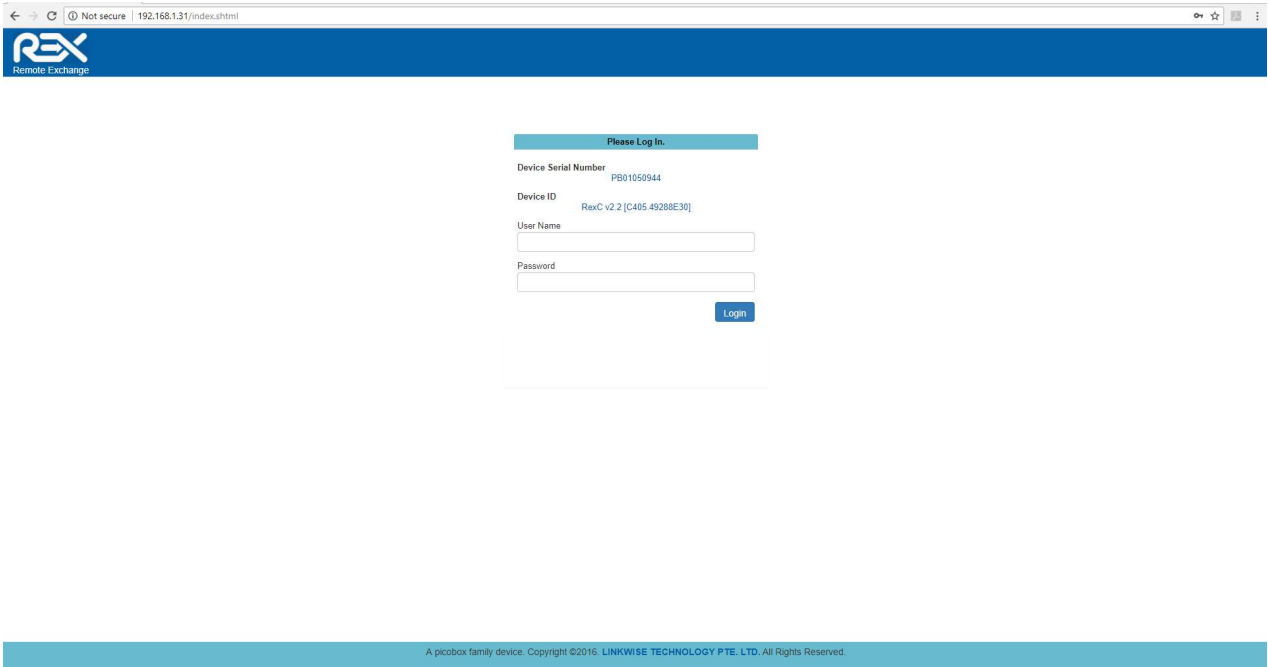 Not secure | 192.168.1.31/index.shtml
REX
Remote Exchange
Please Log In.
Device Serial Number
PB01050944
Device ID
RexC v2.2 [C405.49288E30]
User Name
Password
Login
A picobox family device. Copyright ©2016. LINKWISE TECHNOLOGY PTE. LTD. All Rights Reserved.